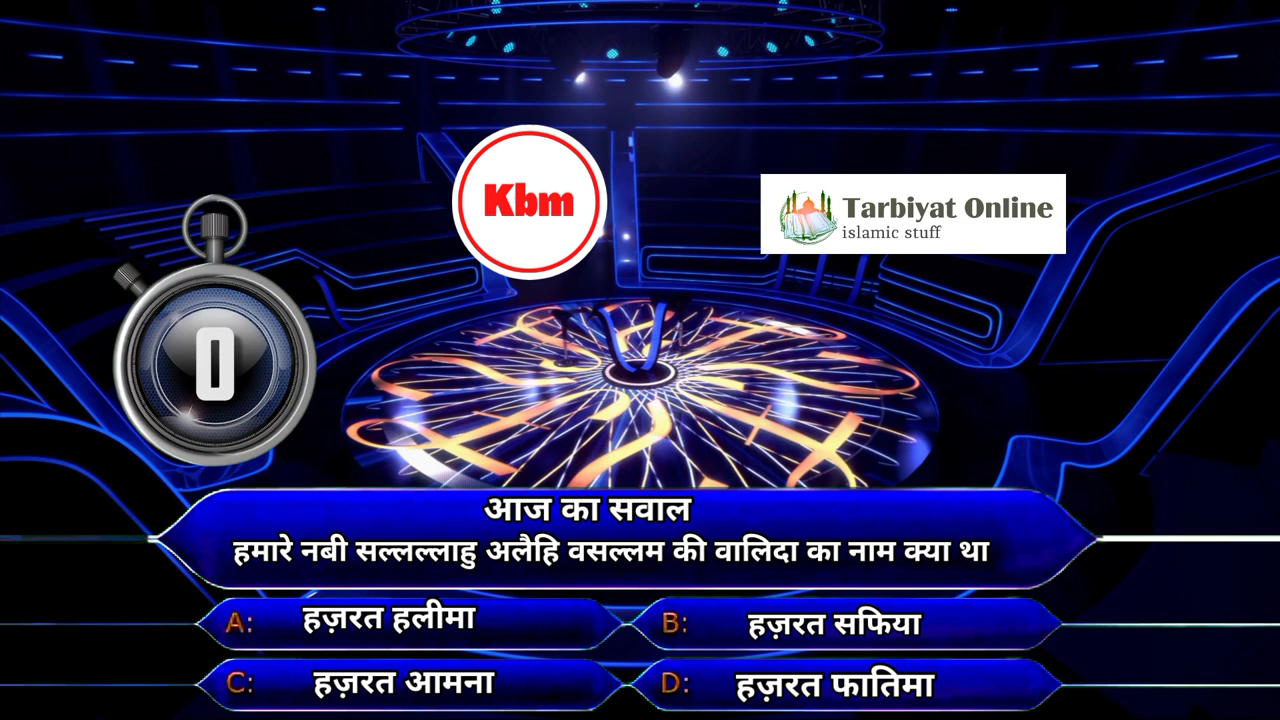 Kbm
Tarbiyat Online
islamic stuff
0
आज का सवाल
हमारे नबी सल्लल्लाहु अलैहि वसल्लम की वालिदा का नाम क्या था
A: हज़रत हलीमा
B: हज़रत सफिया
C: हज़रत आमना
D: हज़रत फातिमा